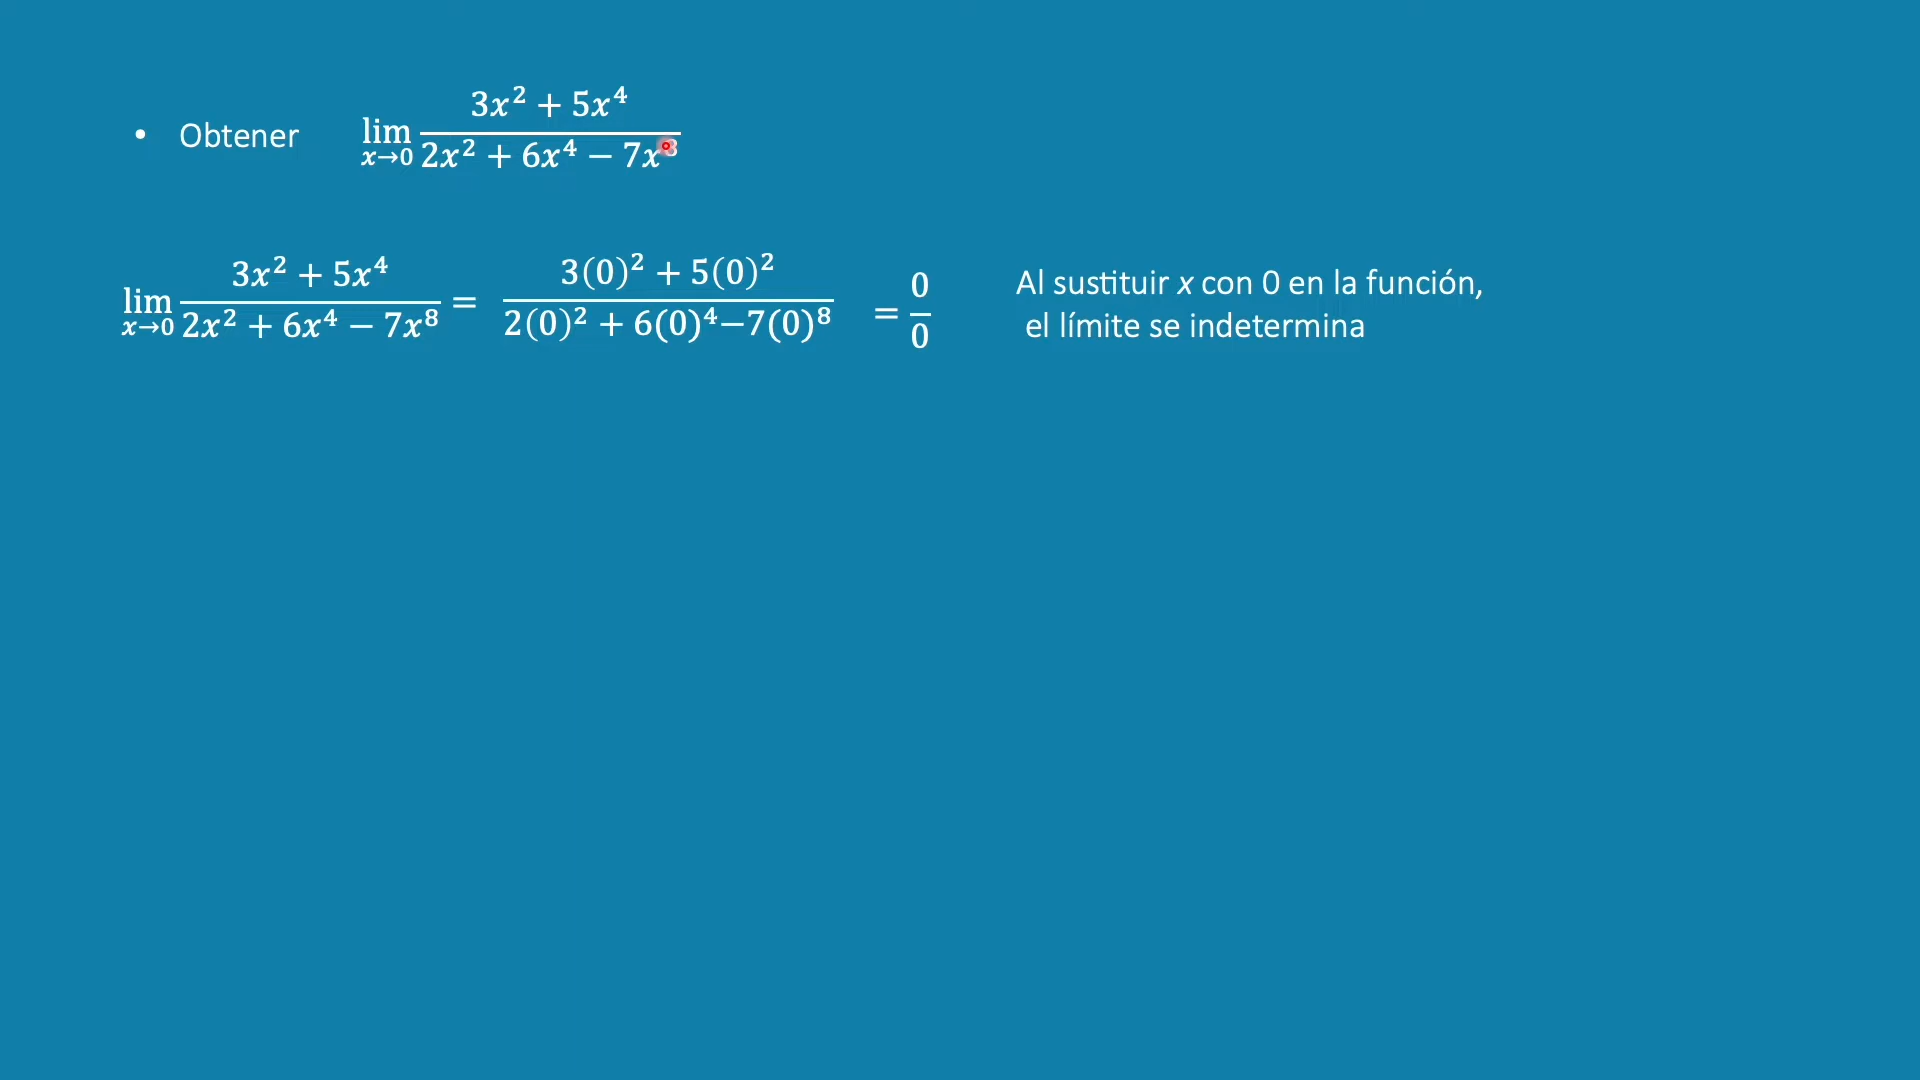 • Obtener lim x→0 (3x² + 5x⁴)/(2x² + 6x⁴ − 7x⁸)
lim x→0 (3x² + 5x⁴)/(2x² + 6x⁴ − 7x⁸) = (3(0)² + 5(0)²)/(2(0)² + 6(0)⁴−7(0)⁸) = 0/0
Al sustituir x con 0 en la función,
el límite se indetermina